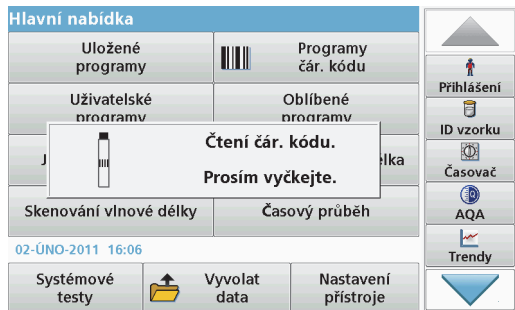 Hlavní nabídka
Uložené
programy
Programy
čár. kódu
Přihlášení
Uživatelské
programy
Oblíbené
programy
ID vzorku
Čtení čár. kódu.
Prosím vyčkejte.
J
elka
Časovač
Skenování vlnové délky
Časový průběh
AQA
02-ÚNO-2011 16:06
Trendy
Systémové
testy
Vyvolat
data
Nastavení
přístroje